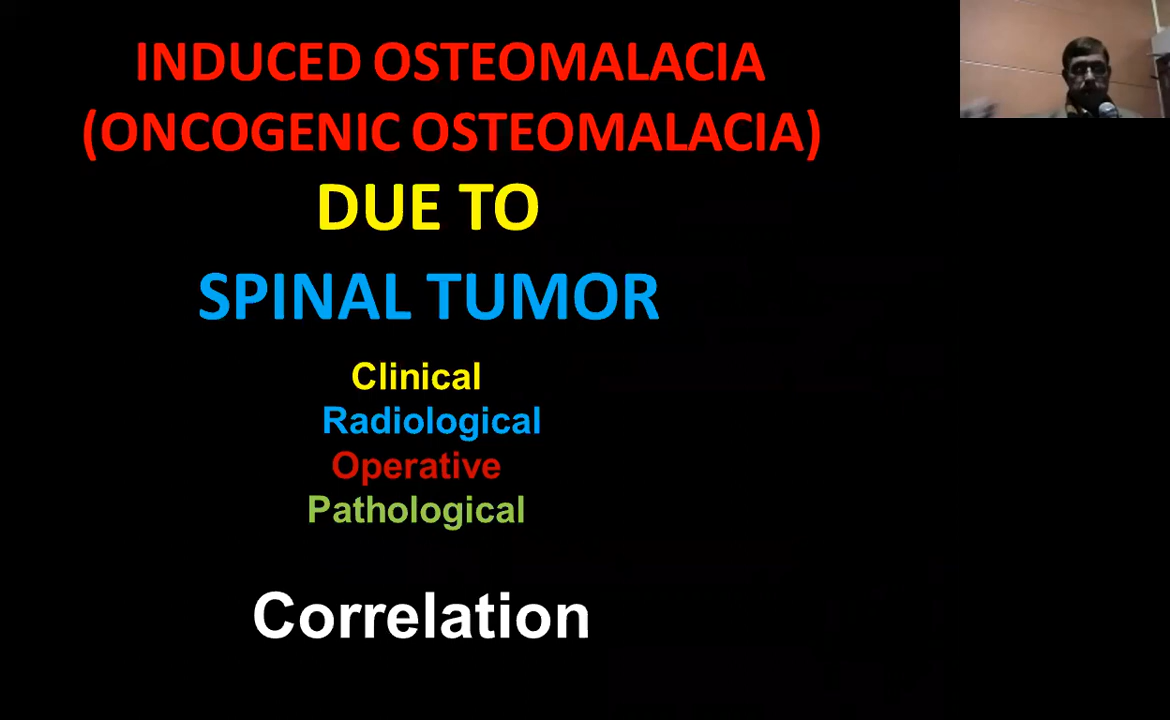 INDUCED OSTEOMALACIA
(ONCOGENIC OSTEOMALACIA)
DUE TO
SPINAL TUMOR
Clinical
Radiological
Operative
Pathological
Correlation